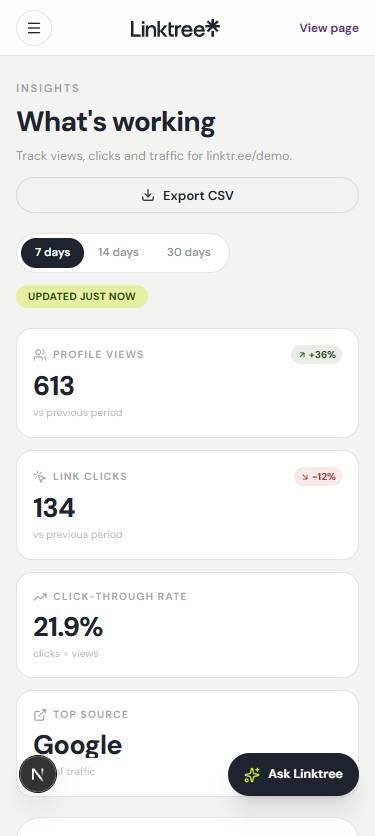 Linktree
View page
INSIGHTS
What's working
Track views, clicks and traffic for linktr.ee/demo.
Export CSV
7 days 14 days 30 days
UPDATED JUST NOW
PROFILE VIEWS +36%
613
vs previous period
LINK CLICKS -12%
134
vs previous period
CLICK-THROUGH RATE
21.9%
clicks ÷ views
TOP SOURCE
Google
of traffic
N
Ask Linktree